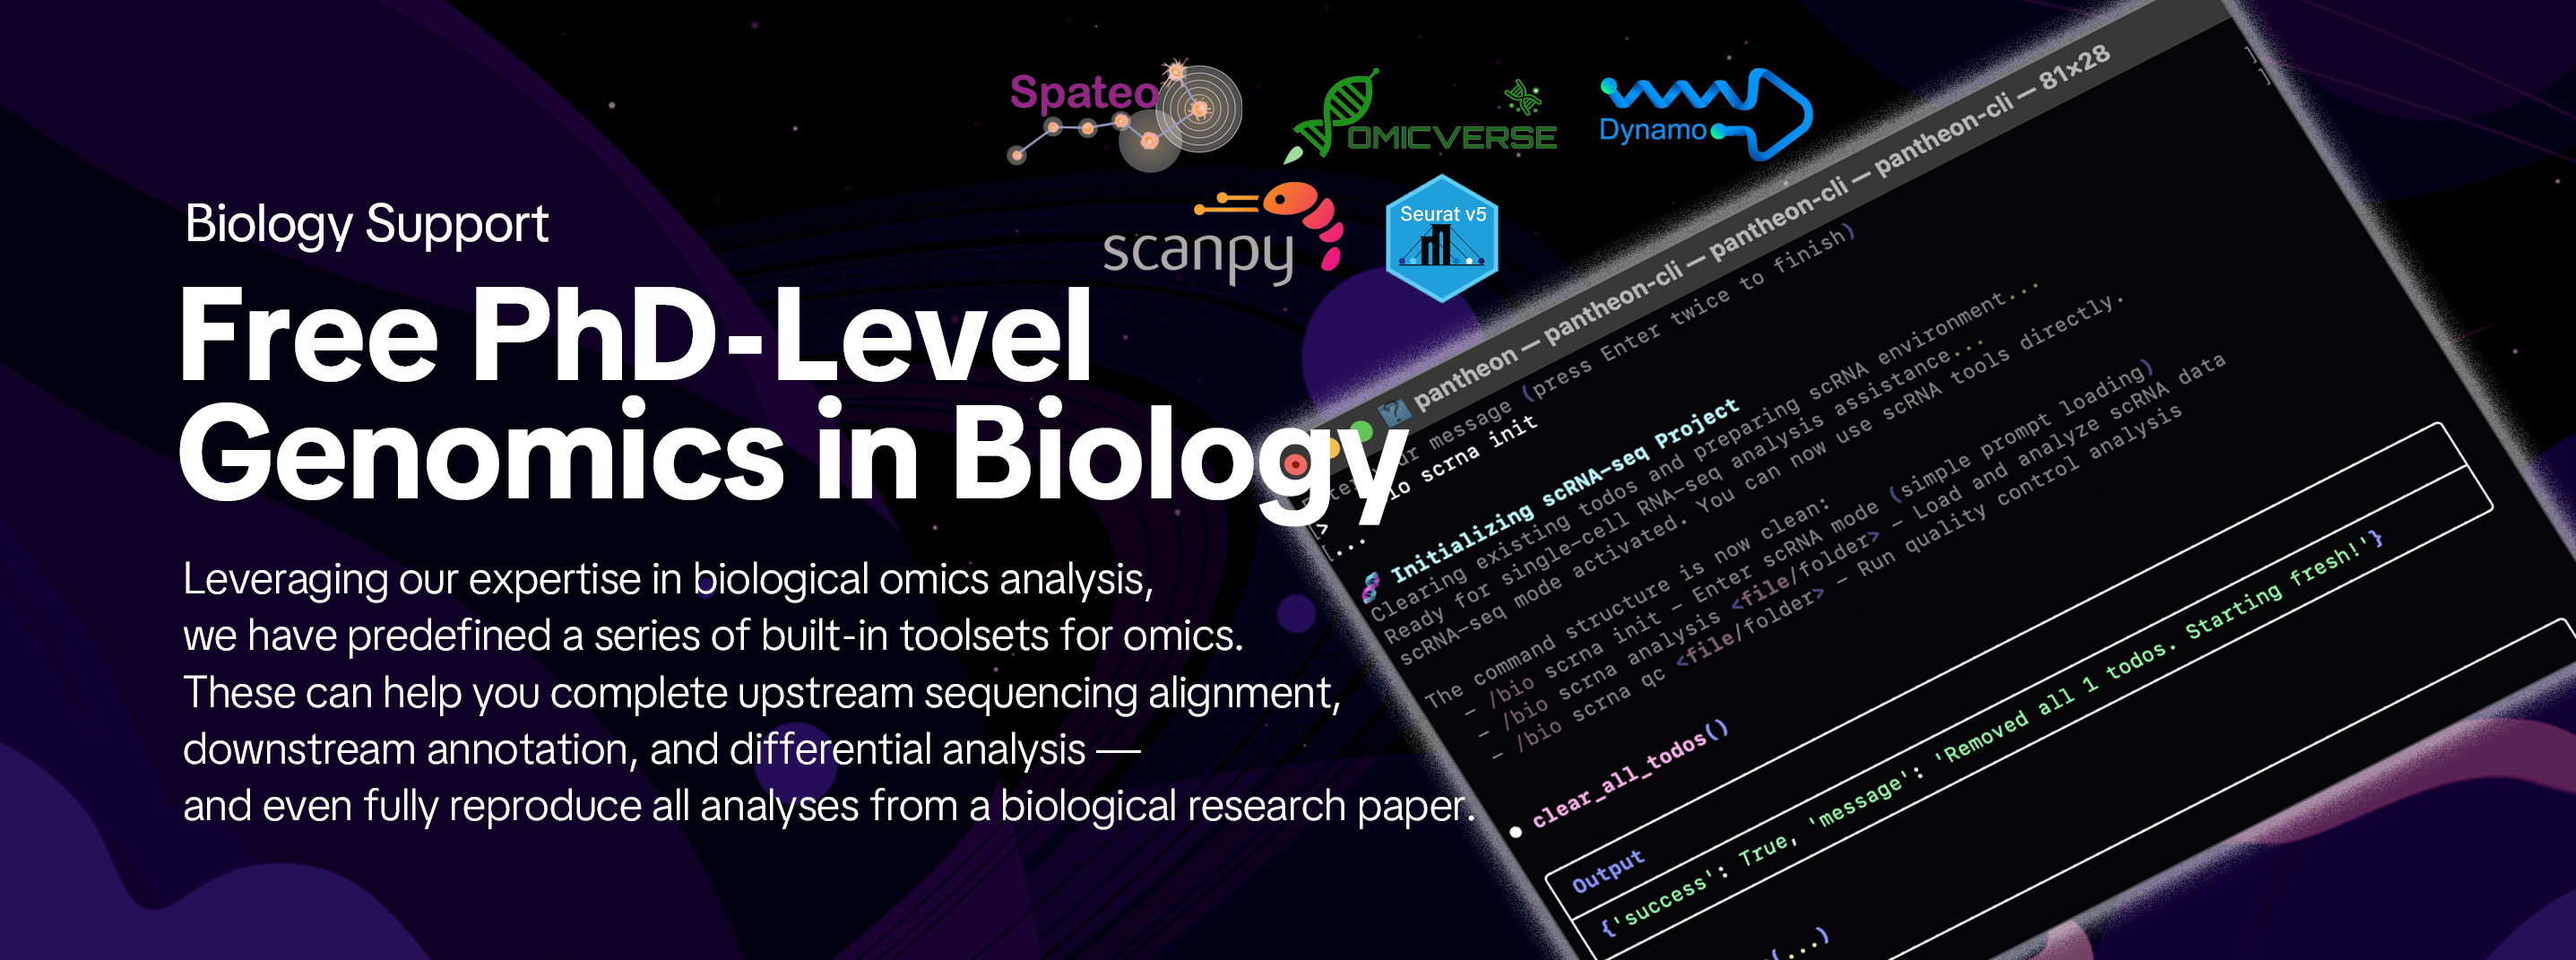 Spateo
OMICVERSE
Dynamo
scanpy
Seurat v5
Biology Support
Free PhD-Level
Genomics in Biology
Leveraging our expertise in biological omics analysis,
we have predefined a series of built-in toolsets for omics.
These can help you complete upstream sequencing alignment,
downstream annotation, and differential analysis —
and even fully reproduce all analyses from a biological research paper.
pantheon — pantheon-cli — pantheon-cli — pantheon-cli — 81×28
message (press Enter twice to finish)
> scrna init
...
Initializing scRNA-seq Project
Clearing existing todos and preparing scRNA environment...
Ready for single-cell RNA-seq analysis assistance...
scRNA-seq mode activated. You can now use scRNA tools directly.
The command structure is now clean:
– /bio scrna init – Enter scRNA mode (simple prompt loading)
– /bio scrna analysis <file/folder> – Load and analyze scRNA data
– /bio scrna qc <file/folder> – Run quality control analysis
● clear_all_todos()
Output
{'success': True, 'message': 'Removed all 1 todos. Starting fresh!'}
(...)